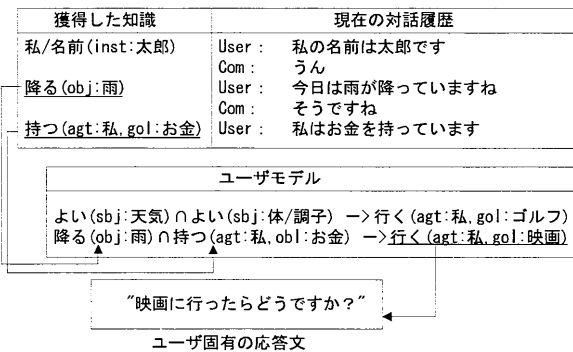 獲得した知識 現在の対話履歴
私/名前(inst:太郎) User: 私の名前は太郎です
Com: うん
降る(obj:雨) User: 今日は雨が降っていますね
Com: そうですね
持つ(agt:私,gol:お金) User: 私はお金を持っています
ユーザモデル
よい(sbj:天気)∩よい(sbj:体/調子) ー>行く(agt:私,gol:ゴルフ)
降る(obj:雨)∩持つ(agt:私,obl:お金) ー>行く(agt:私,gol:映画)
"映画に行ったらどうですか?"
ユーザ固有の応答文